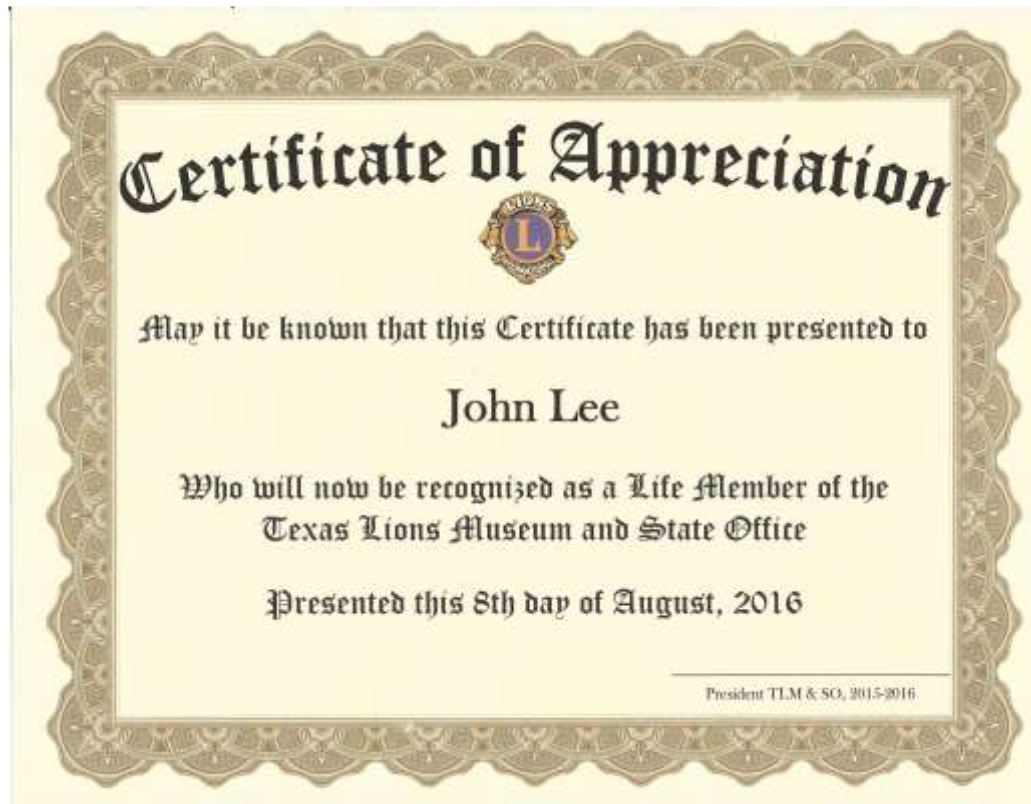 Certificate of Appreciation
LIONS
L
INTERNATIONAL
May it be known that this Certificate has been presented to
John Lee
Who will now be recognized as a Life Member of the
Texas Lions Museum and State Office
Presented this 8th day of August, 2016
President TLM & SO, 2015-2016